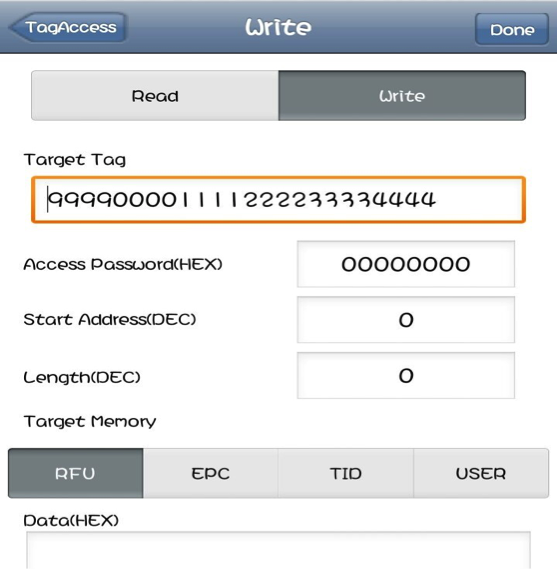 TagAccess Write Done
Read Write
Target Tag
999900001111222233334444
Access Password(HEX) 00000000
Start Address(DEC) 0
Length(DEC) 0
Target Memory
RFU EPC TID USER
Data(HEX)